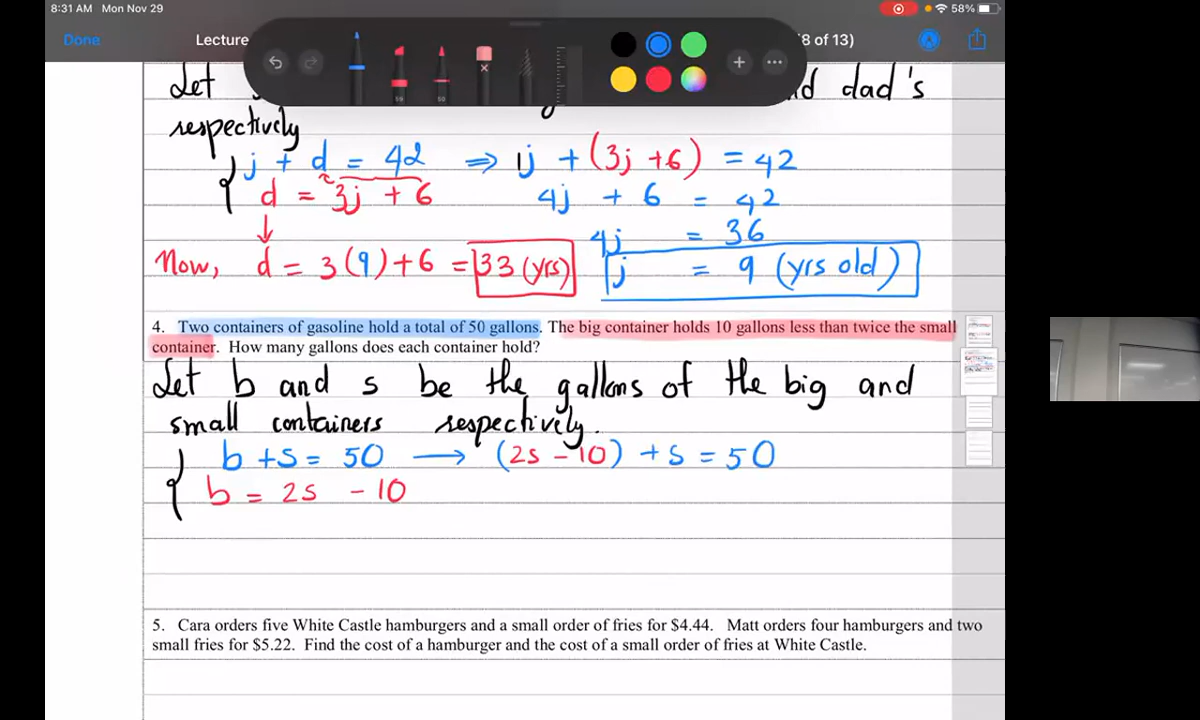 8:31 AM Mon Nov 29
58%
Done
Lecture
(8 of 13)
Let
dad's
respectively
j + d = 42 ⇒ 1j + (3j + 6) = 42
d = 3j + 6
4j + 6 = 42
4j = 36
Now, d = 3(9) + 6 = 33 (yrs)
j = 9 (yrs old)
4. Two containers of gasoline hold a total of 50 gallons. The big container holds 10 gallons less than twice the small
container. How many gallons does each container hold?
Let b and s be the gallons of the big and
small containers respectively.
b + s = 50 → (2s - 10) + s = 50
b = 2s - 10
5. Cara orders five White Castle hamburgers and a small order of fries for $4.44. Matt orders four hamburgers and two
small fries for $5.22. Find the cost of a hamburger and the cost of a small order of fries at White Castle.